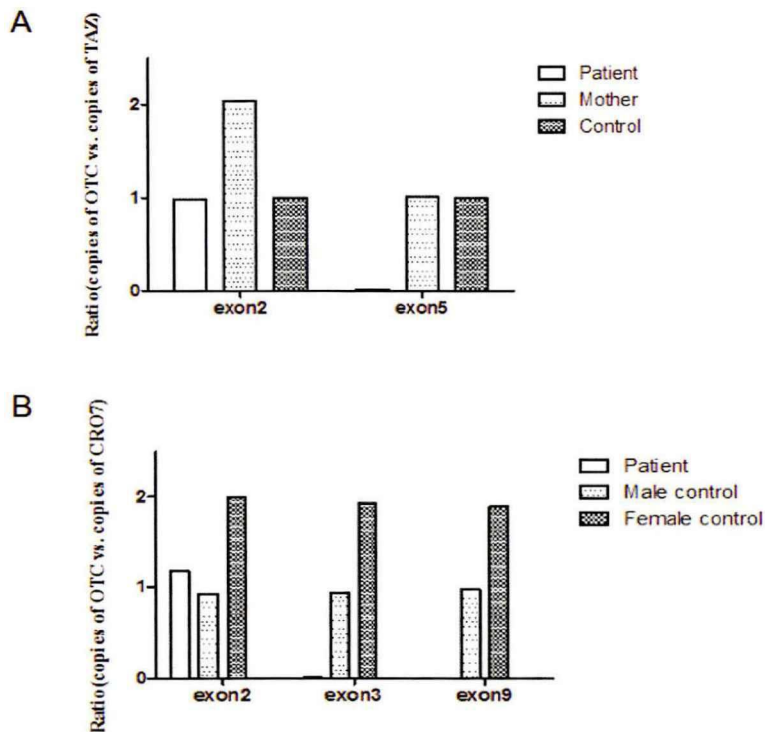 A
Ratio(copies of OTC vs. copies of TAZ)
2
1
0
exon2 exon5
Patient
Mother
Control
B
Ratio(copies of OTC vs. copies of CRO7)
2
1
0
exon2 exon3 exon9
Patient
Male control
Female control